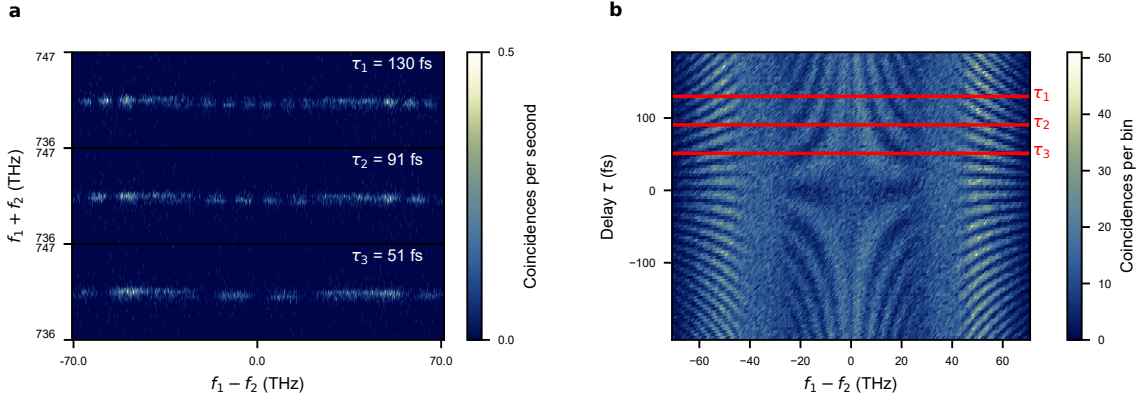 a
747
τ₁ = 130 fs
736
747
τ₂ = 91 fs
736
747
τ₃ = 51 fs
736
f₁ + f₂ (THz)
-70.0
0.0
70.0
f₁ − f₂ (THz)
0.5
0.0
Coincidences per second
b
τ₁
τ₂
τ₃
100
0
−100
Delay τ (fs)
−60
−40
−20
0
20
40
60
f₁ − f₂ (THz)
50
40
30
20
10
0
Coincidences per bin